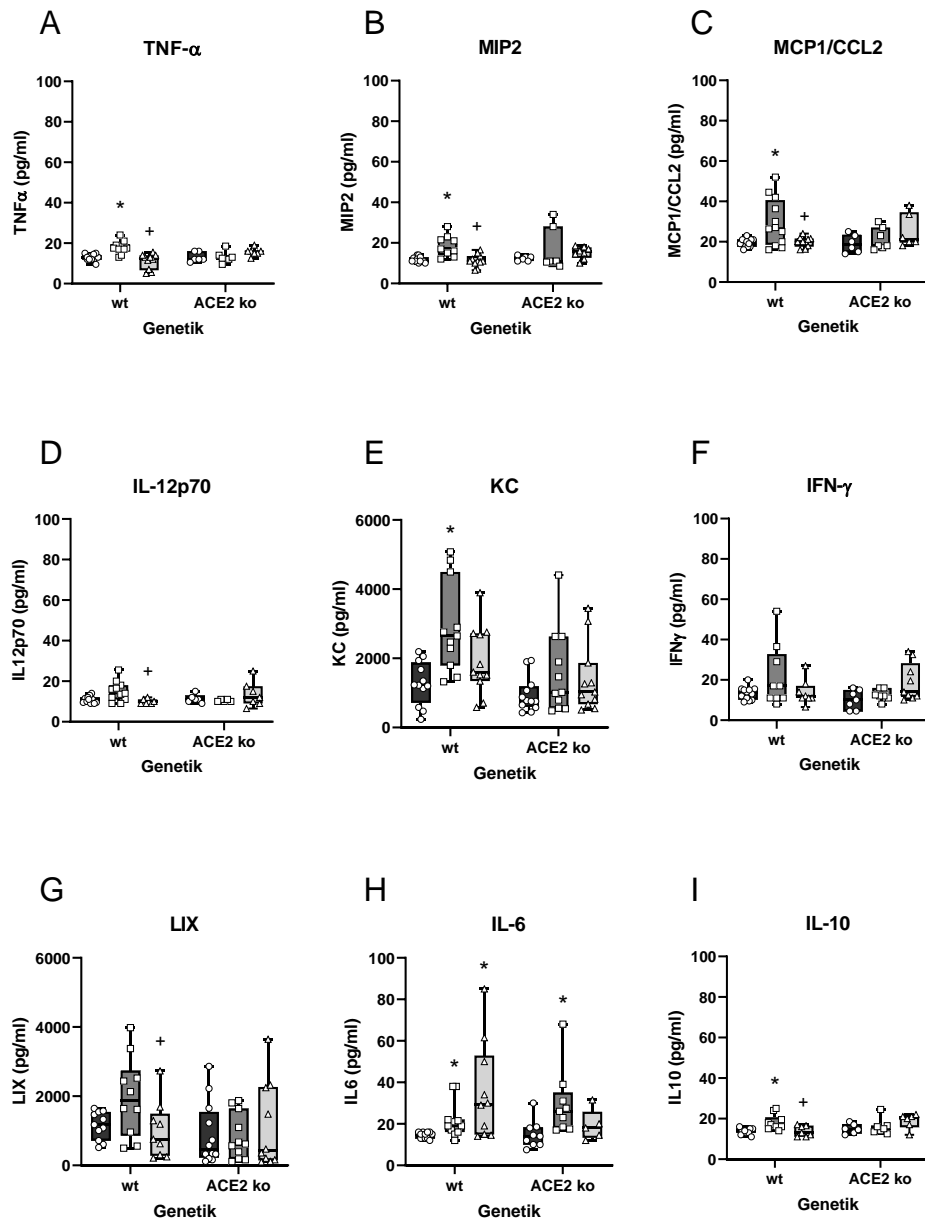 A
TNF-α
100
80
60
40
20
0
TNFα (pg/ml)
*
+
wt
ACE2 ko
Genetik
B
MIP2
100
80
60
40
20
0
MIP2 (pg/ml)
*
+
wt
ACE2 ko
Genetik
C
MCP1/CCL2
100
80
60
40
20
0
MCP1/CCL2 (pg/ml)
*
+
wt
ACE2 ko
Genetik
D
IL-12p70
100
80
60
40
20
0
IL12p70 (pg/ml)
+
wt
ACE2 ko
Genetik
E
KC
6000
4000
2000
0
KC (pg/ml)
*
wt
ACE2 ko
Genetik
F
IFN-γ
100
80
60
40
20
0
IFNγ (pg/ml)
wt
ACE2 ko
Genetik
G
LIX
6000
4000
2000
0
LIX (pg/ml)
+
wt
ACE2 ko
Genetik
H
IL-6
100
80
60
40
20
0
IL6 (pg/ml)
*
*
*
wt
ACE2 ko
Genetik
I
IL-10
100
80
60
40
20
0
IL10 (pg/ml)
*
+
wt
ACE2 ko
Genetik